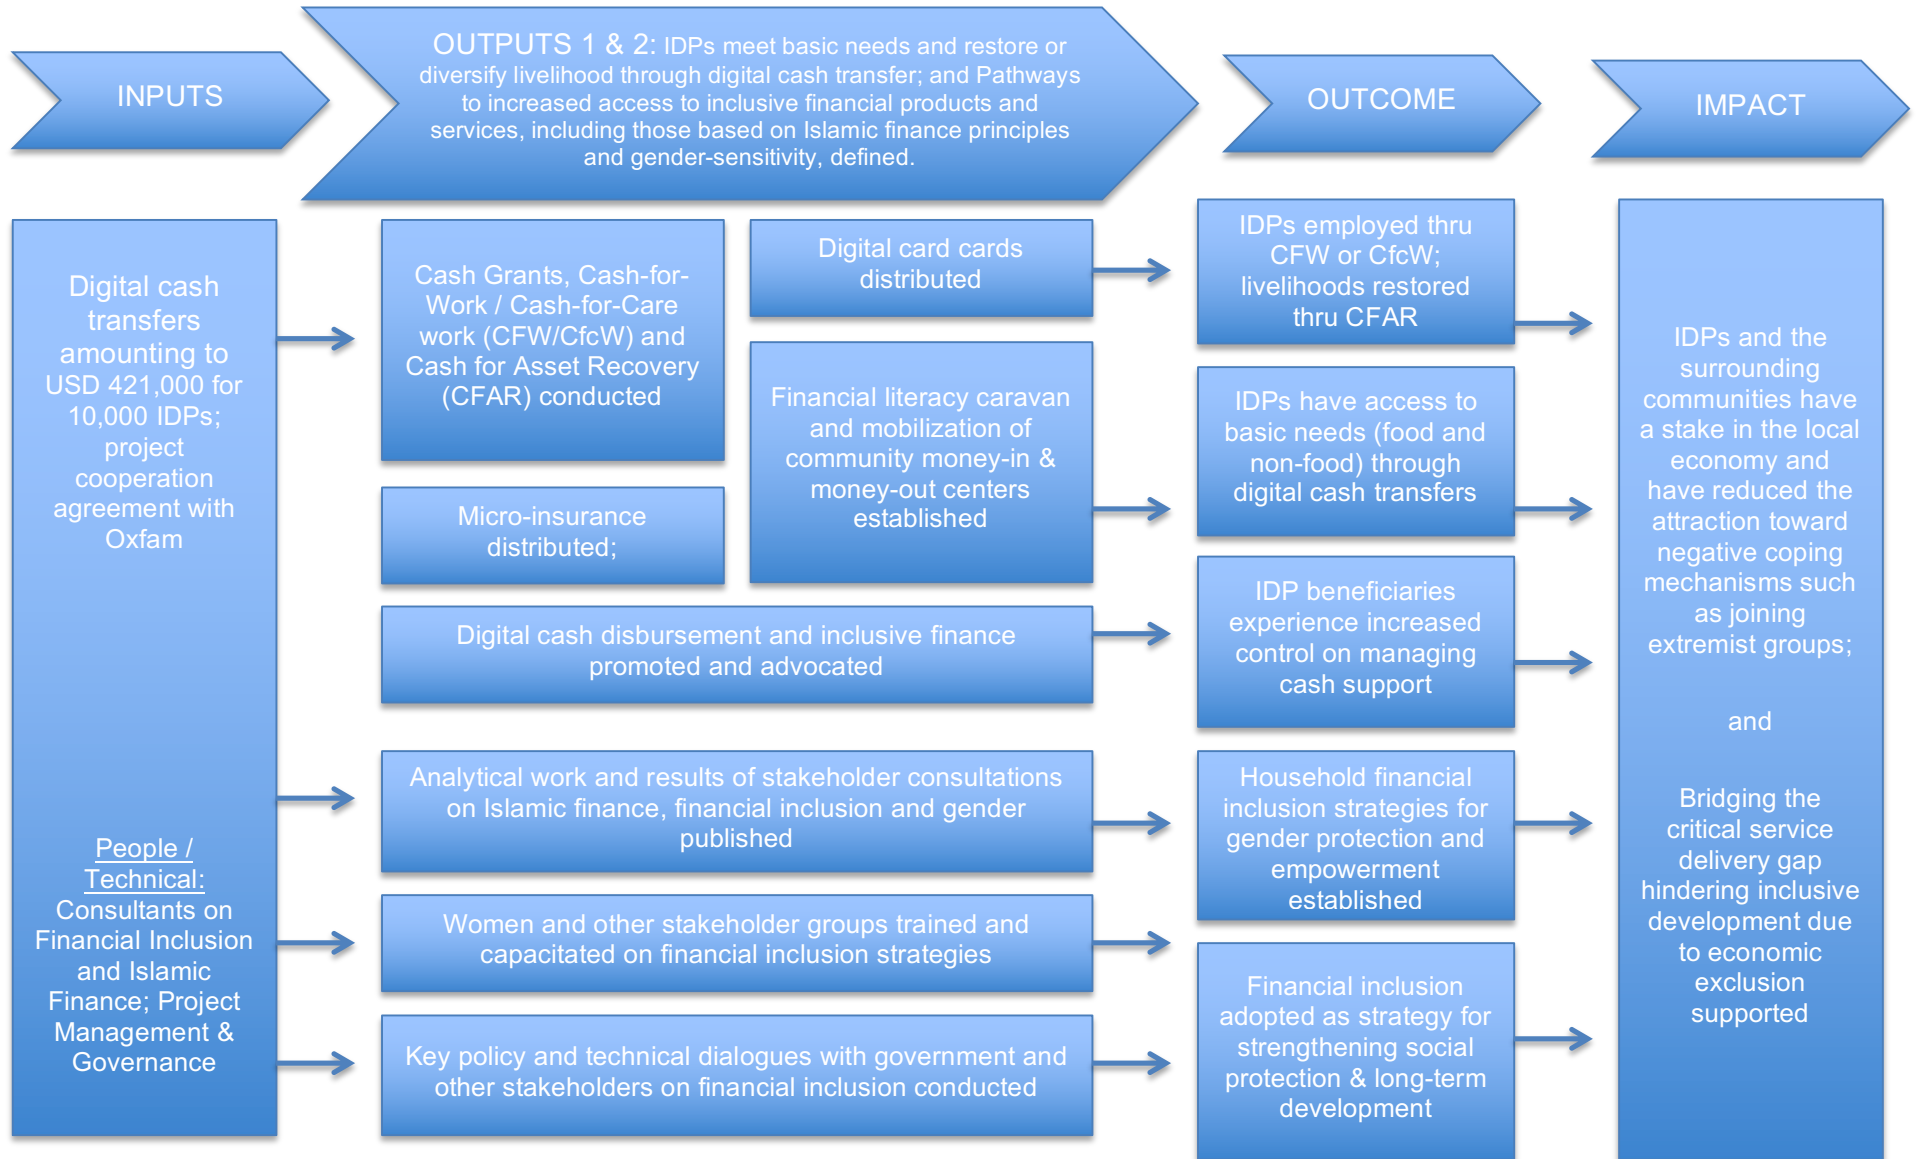 INPUTS
OUTPUTS 1 & 2: IDPs meet basic needs and restore or
diversify livelihood through digital cash transfer; and Pathways
to increased access to inclusive financial products and
services, including those based on Islamic finance principles
and gender-sensitivity, defined.
OUTCOME
IMPACT
Digital cash
transfers
amounting to
USD 421,000 for
10,000 IDPs;
project
cooperation
agreement with
Oxfam
People /
Technical:
Consultants on
Financial Inclusion
and Islamic
Finance; Project
Management &
Governance
Cash Grants, Cash-for-
Work / Cash-for-Care
work (CFW/CfcW) and
Cash for Asset Recovery
(CFAR) conducted
Micro-insurance
distributed;
Digital card cards
distributed
Financial literacy caravan
and mobilization of
community money-in &
money-out centers
established
Digital cash disbursement and inclusive finance
promoted and advocated
Analytical work and results of stakeholder consultations
on Islamic finance, financial inclusion and gender
published
Women and other stakeholder groups trained and
capacitated on financial inclusion strategies
Key policy and technical dialogues with government and
other stakeholders on financial inclusion conducted
IDPs employed thru
CFW or CfcW;
livelihoods restored
thru CFAR
IDPs have access to
basic needs (food and
non-food) through
digital cash transfers
IDP beneficiaries
experience increased
control on managing
cash support
Household financial
inclusion strategies for
gender protection and
empowerment
established
Financial inclusion
adopted as strategy for
strengthening social
protection & long-term
development
IDPs and the
surrounding
communities have
a stake in the local
economy and
have reduced the
attraction toward
negative coping
mechanisms such
as joining
extremist groups;
and
Bridging the
critical service
delivery gap
hindering inclusive
development due
to economic
exclusion
supported